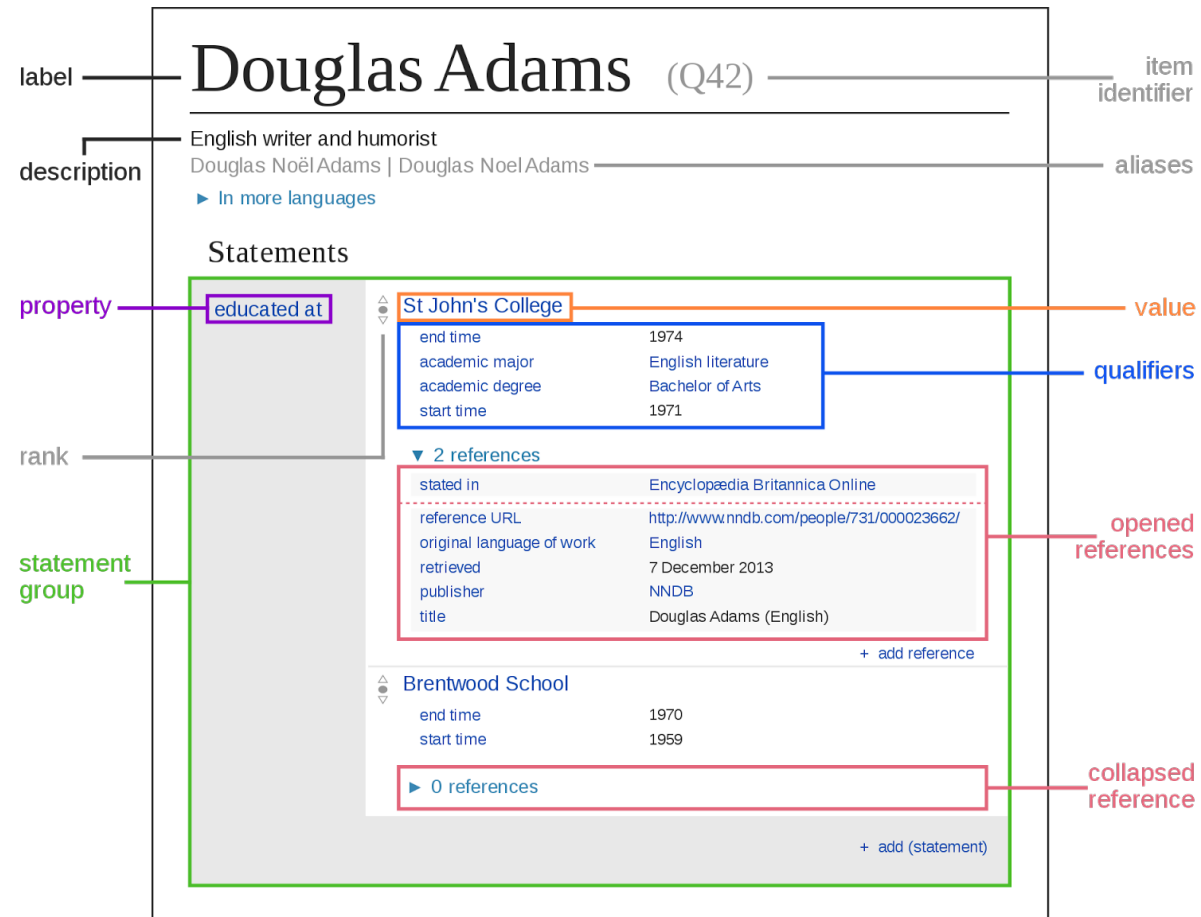 label
Douglas Adams (Q42)
item
identifier
description
English writer and humorist
Douglas Noël Adams | Douglas Noel Adams
aliases
► In more languages
Statements
property
educated at
St John's College
value
end time 1974
academic major English literature
academic degree Bachelor of Arts
start time 1971
qualifiers
rank
▼ 2 references
stated in Encyclopædia Britannica Online
reference URL http://www.nndb.com/people/731/000023662/
original language of work English
retrieved 7 December 2013
publisher NNDB
title Douglas Adams (English)
opened
references
statement
group
+ add reference
Brentwood School
end time 1970
start time 1959
► 0 references
collapsed
reference
+ add (statement)